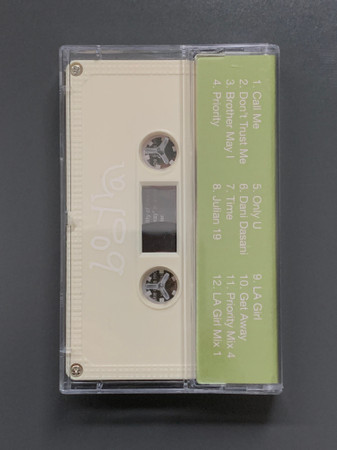 1. Call Me
2. Don't Trust Me
3. Brother May I
4. Priority
5. Only U
6. Dani Dasani
7. Time
8. Julian 19
9. LA Girl
10. Get Away
11. Priority Mix 4
12. LA Girl Mix 1